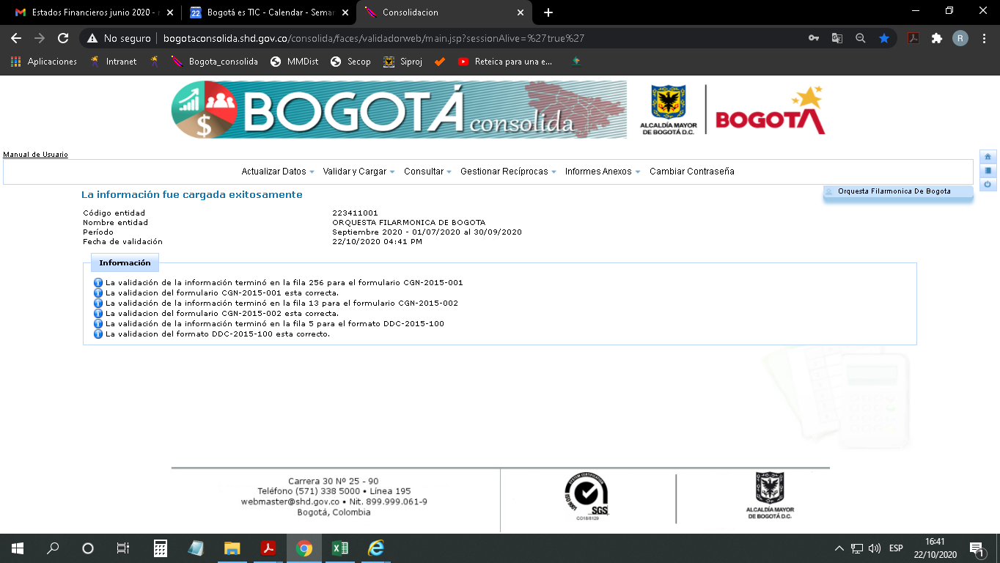 Estados Financieros junio 2020 -
Bogotá es TIC - Calendar - Semar
Consolidacion
No seguro
bogotaconsolida.shd.gov.co/consolida/faces/validadorweb/main.jsp?sessionAlive=%27true%27
R
Aplicaciones
Intranet
Bogota_consolida
MMDist
Secop
Siproj
Reteica para una e...
BOGOTÁ consolida
ALCALDÍA MAYOR
DE BOGOTÁ D.C.
BOGOTÁ
Manual de Usuario
Actualizar Datos
Validar y Cargar
Consultar
Gestionar Recíprocas
Informes Anexos
Cambiar Contraseña
Orquesta Filarmonica De Bogota
La información fue cargada exitosamente
Código entidad 223411001
Nombre entidad ORQUESTA FILARMONICA DE BOGOTA
Período Septiembre 2020 - 01/07/2020 al 30/09/2020
Fecha de validación 22/10/2020 04:41 PM
Información
La validación de la información terminó en la fila 256 para el formulario CGN-2015-001
La validacion del formulario CGN-2015-001 esta correcta.
La validación de la información terminó en la fila 13 para el formulario CGN-2015-002
La validacion del formulario CGN-2015-002 esta correcta.
La validación de la información terminó en la fila 5 para el formato DDC-2015-100
La validacion del formato DDC-2015-100 esta correcto.
Carrera 30 Nº 25 - 90
Teléfono (571) 338 5000 • Línea 195
webmaster@shd.gov.co • Nit. 899.999.061-9
Bogotá, Colombia
SYSTEM CERTIFICATION
ISO 9001
SGS
CO18/8129
ALCALDÍA MAYOR
DE BOGOTÁ D.C.
ESP
16:41
22/10/2020
1